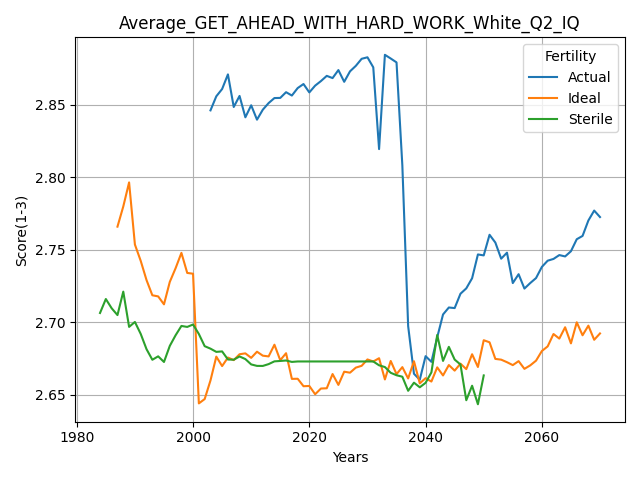 Average_GET_AHEAD_WITH_HARD_WORK_White_Q2_IQ
Score(1-3)
2.85
2.80
2.75
2.70
2.65
Fertility
Actual
Ideal
Sterile
1980 2000 2020 2040 2060
Years